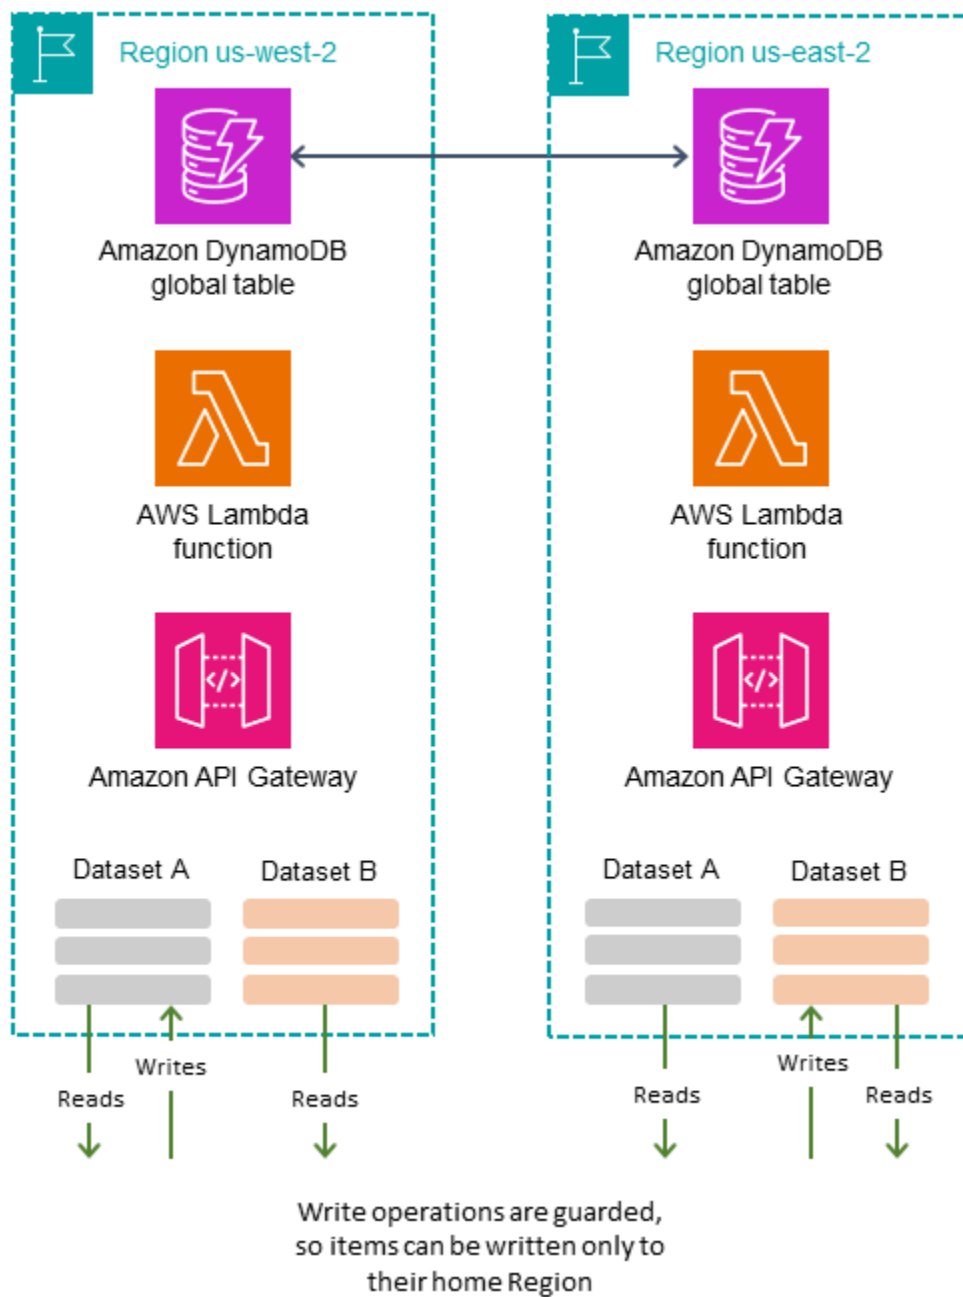 Region us-west-2
Amazon DynamoDB
global table
AWS Lambda
function
</>
Amazon API Gateway
Dataset A
Dataset B
Writes
Reads
Reads
Region us-east-2
Amazon DynamoDB
global table
AWS Lambda
function
</>
Amazon API Gateway
Dataset A
Dataset B
Writes
Reads
Reads
Write operations are guarded,
so items can be written only to
their home Region